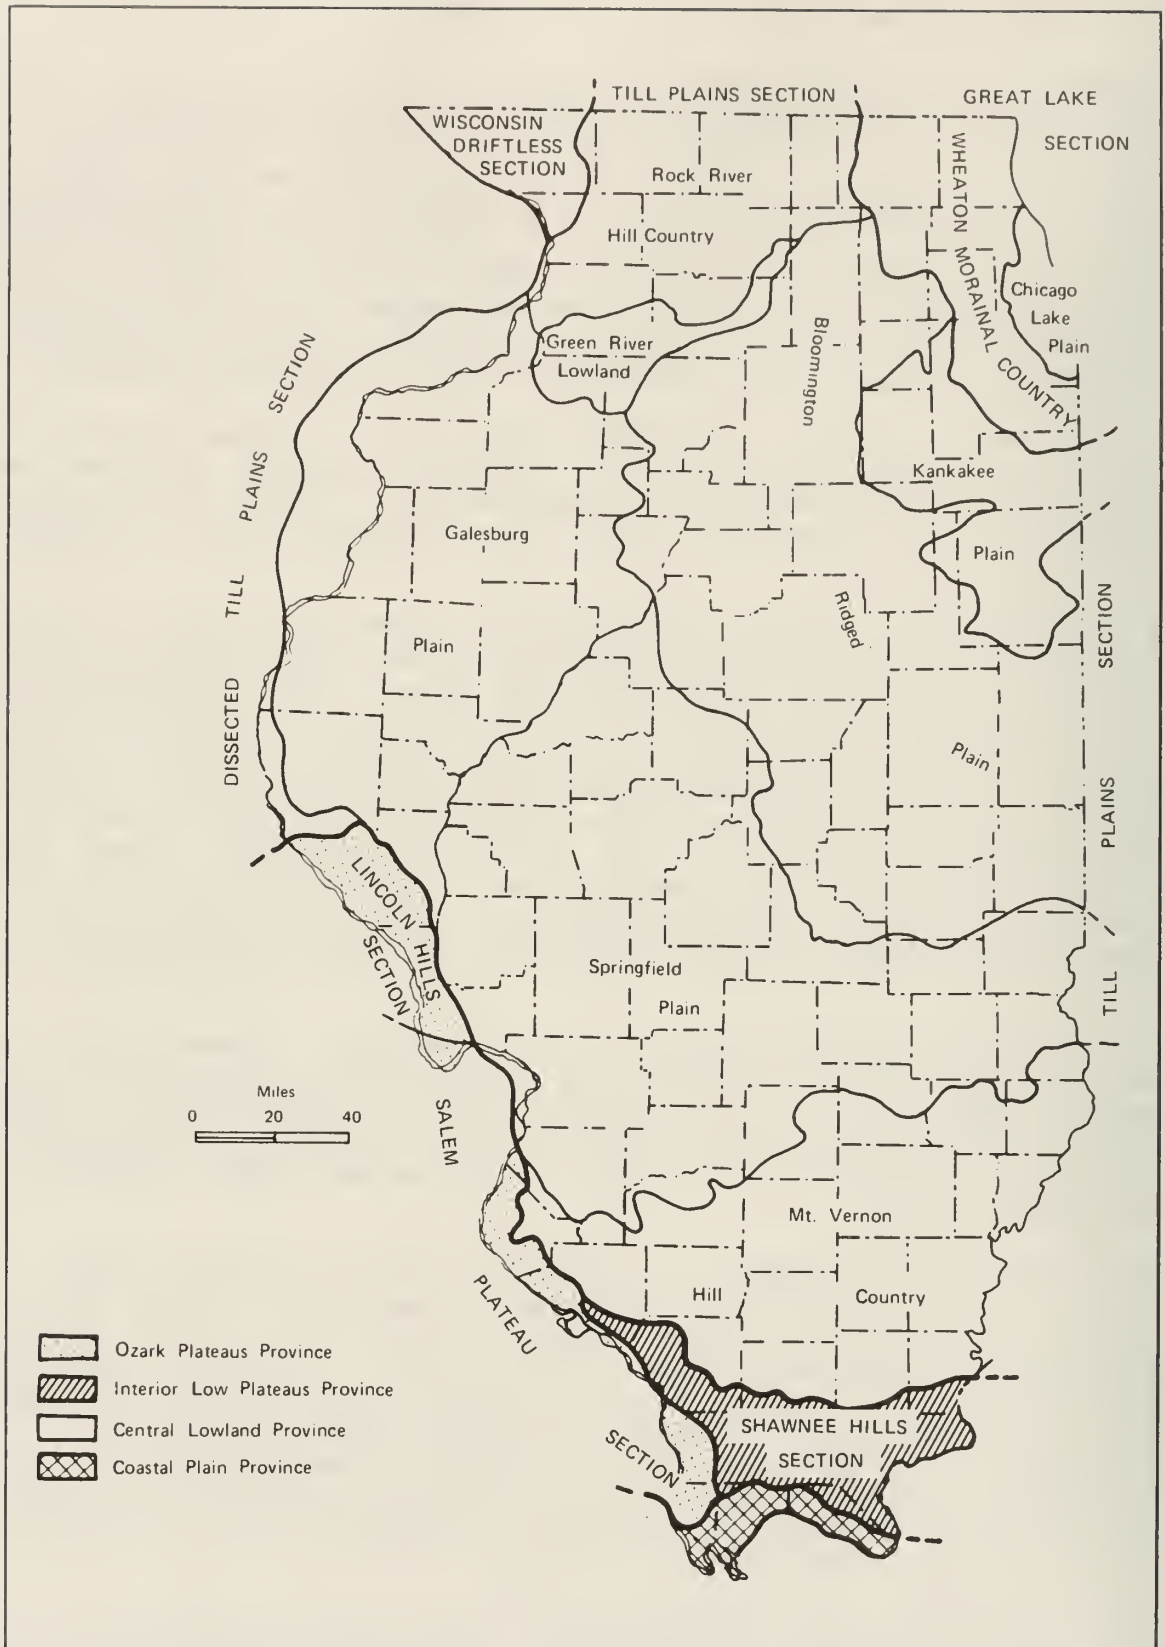 TILL PLAINS SECTION
GREAT LAKE
SECTION
WISCONSIN
DRIFTLESS
SECTION
Rock River
Hill Country
WHEATON MORAINAL COUNTRY
Chicago
Lake
Plain
Green River
Lowland
Bloomington
Ridged
Plain
Kankakee
Plain
Galesburg
Plain
DISSECTED TILL PLAINS SECTION
TILL PLAINS SECTION
LINCOLN HILLS
SECTION
Springfield
Plain
Miles
0 20 40
SALEM
PLATEAU
SECTION
Mt. Vernon
Hill Country
SHAWNEE HILLS
SECTION
Ozark Plateaus Province
Interior Low Plateaus Province
Central Lowland Province
Coastal Plain Province